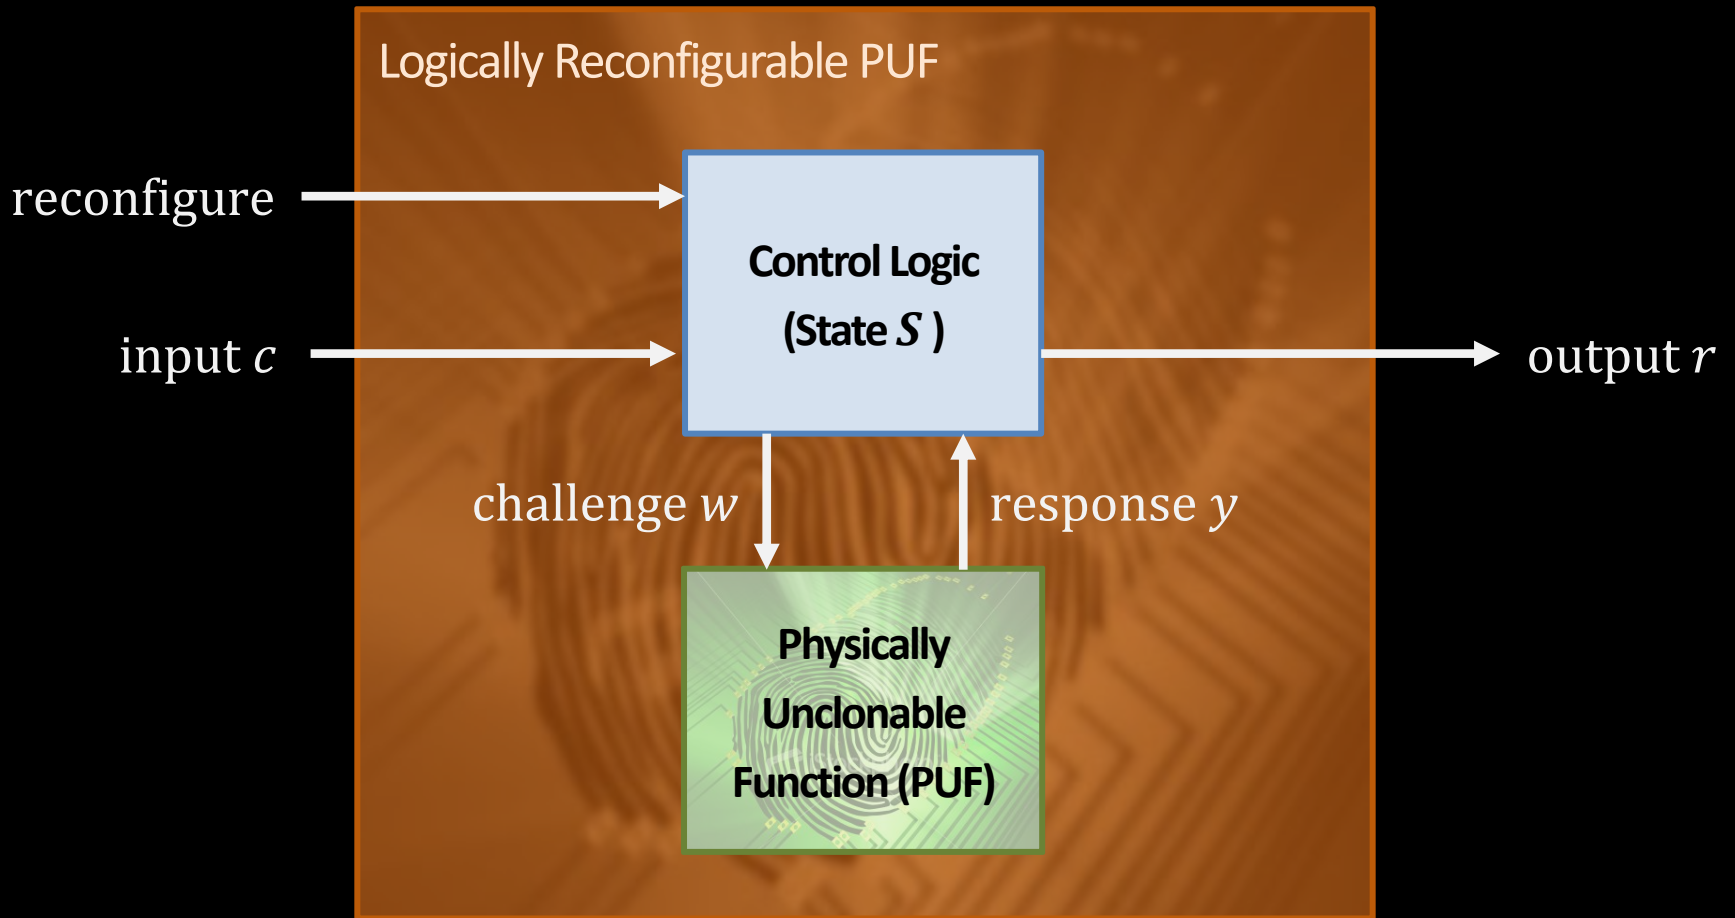 Logically Reconfigurable PUF
reconfigure
Control Logic
(State S )
input c
output r
challenge w
response y
Physically
Unclonable
Function (PUF)